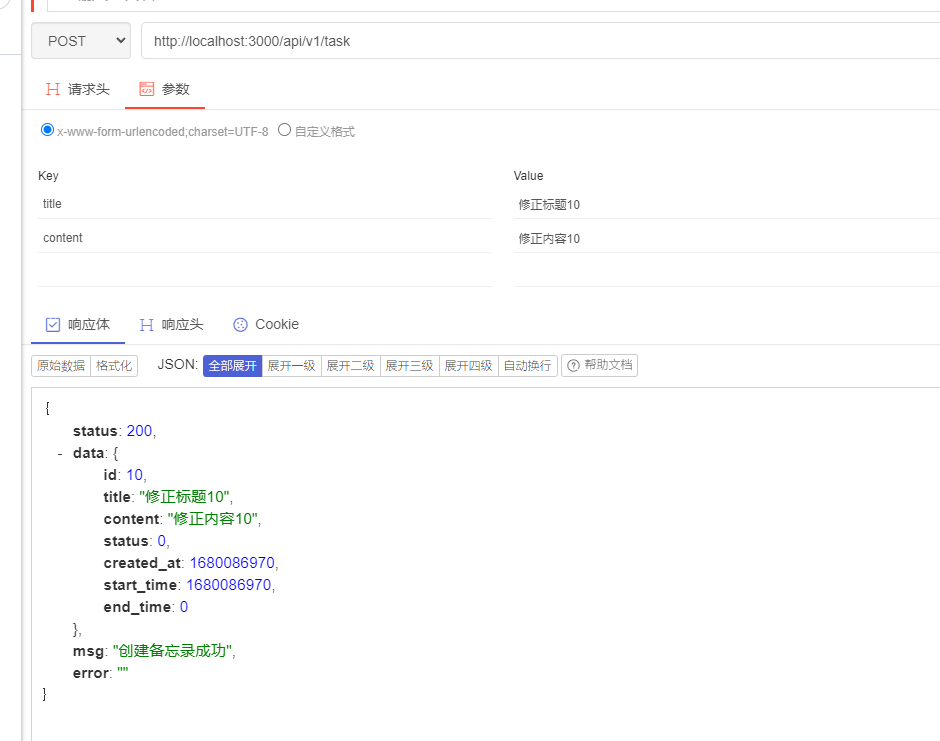 POST
http://localhost:3000/api/v1/task
请求头 参数
x-www-form-urlencoded;charset=UTF-8 自定义格式
Key Value
title 修正标题10
content 修正内容10
响应体 响应头 Cookie
原始数据 格式化 JSON: 全部展开 展开一级 展开二级 展开三级 展开四级 自动换行 帮助文档
{
status: 200,
- data: {
id: 10,
title: "修正标题10",
content: "修正内容10",
status: 0,
created_at: 1680086970,
start_time: 1680086970,
end_time: 0
},
msg: "创建备忘录成功",
error: ""
}